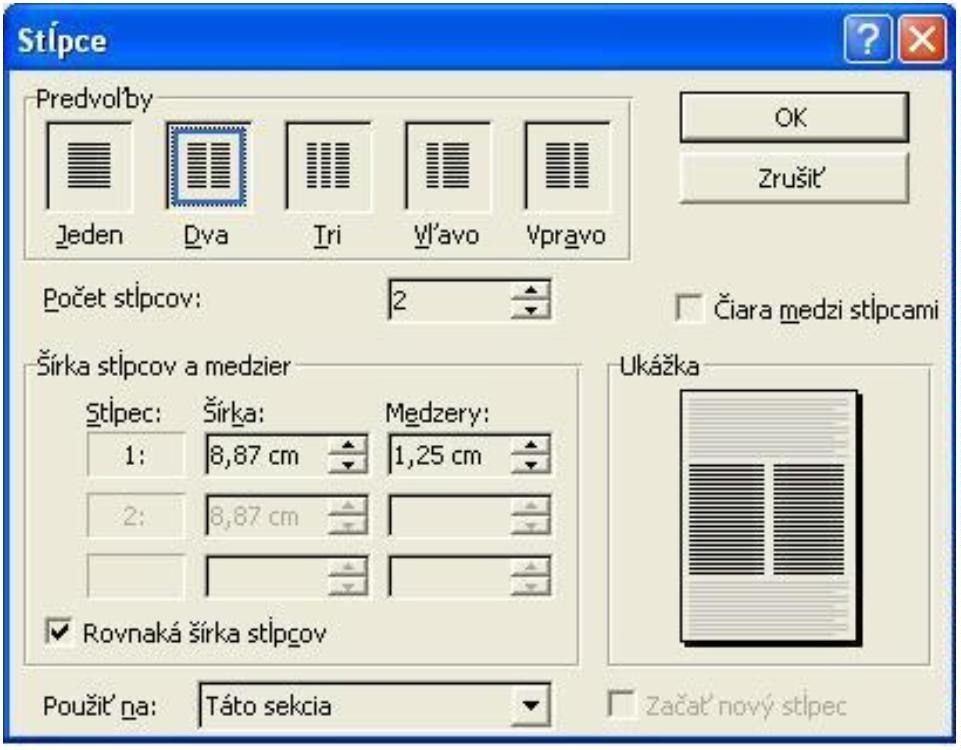 Stĺpce
Predvoľby
Jeden Dva Tri Vľavo Vpravo
OK
Zrušiť
Počet stĺpcov: 2
Čiara medzi stĺpcami
Šírka stĺpcov a medzier
Stĺpec: Šírka: Medzery:
1: 8,87 cm 1,25 cm
2: 8,87 cm
Rovnaká šírka stĺpcov
Ukážka
Použiť na: Táto sekcia
Začať nový stĺpec